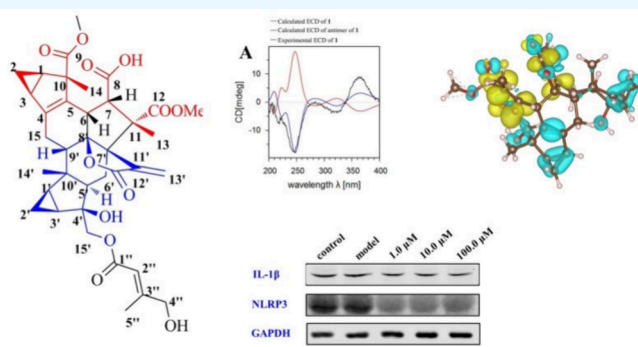 O
O
9
O
OH
8
12
COOMe
2
1
10
14
7
3
5
6
11
13
4
15
H
8'
H
9'
O
7'
11'
14'
10'
O
12'
13'
1'
5'
6'
H
2'
3'
4'
OH
15'
O
1''
O
2''
3''
4''
5''
OH
A
Calculated ECD of 1
Calculated ECD of antimer of 1
Experimental ECD of 1
CD[mdeg]
10
0
-10
200 250 300 350 400
wavelength λ [nm]
control model 1.0 μM 10.0 μM 100.0 μM
IL-1β
NLRP3
GAPDH